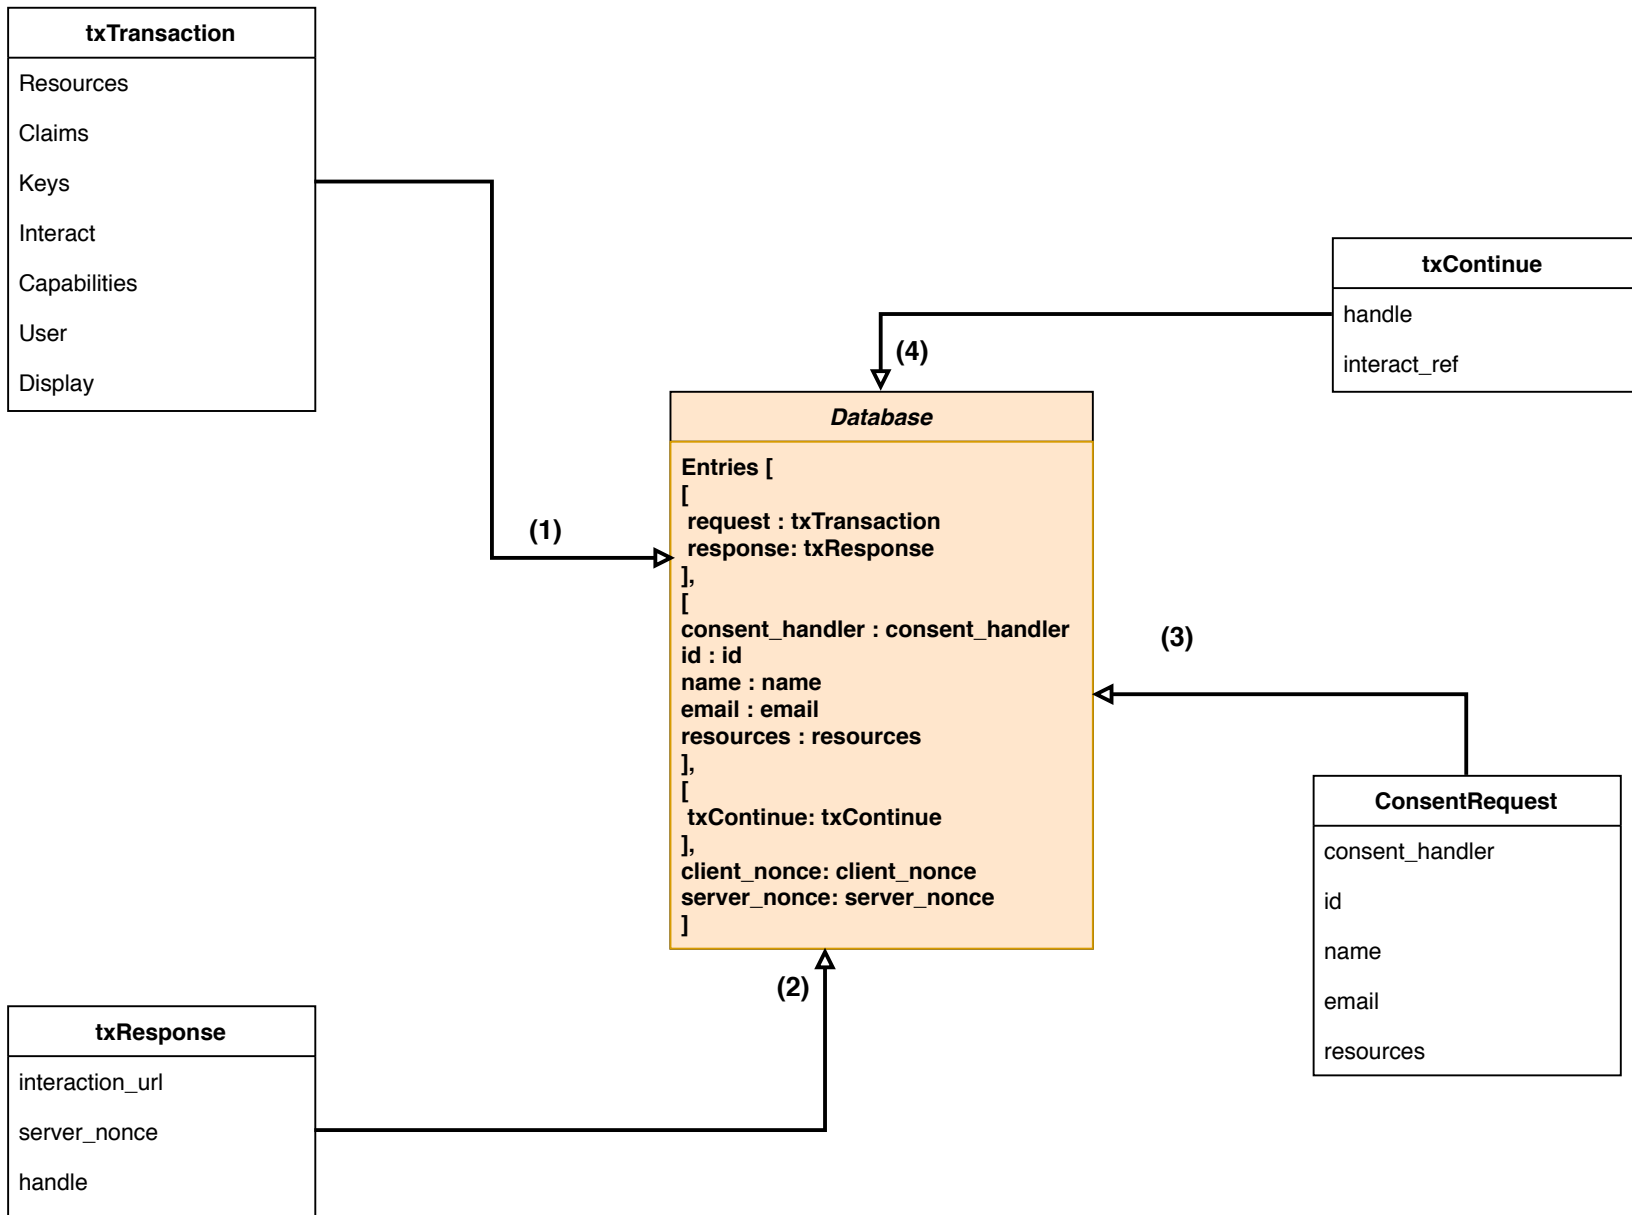 txTransaction
Resources
Claims
Keys
Interact
Capabilities
User
Display
txContinue
handle
interact_ref
(4)
Database
Entries [
[
request : txTransaction
response: txResponse
],
[
consent_handler : consent_handler
id : id
name : name
email : email
resources : resources
],
[
txContinue: txContinue
],
client_nonce: client_nonce
server_nonce: server_nonce
]
(1)
(3)
ConsentRequest
consent_handler
id
name
email
resources
(2)
txResponse
interaction_url
server_nonce
handle